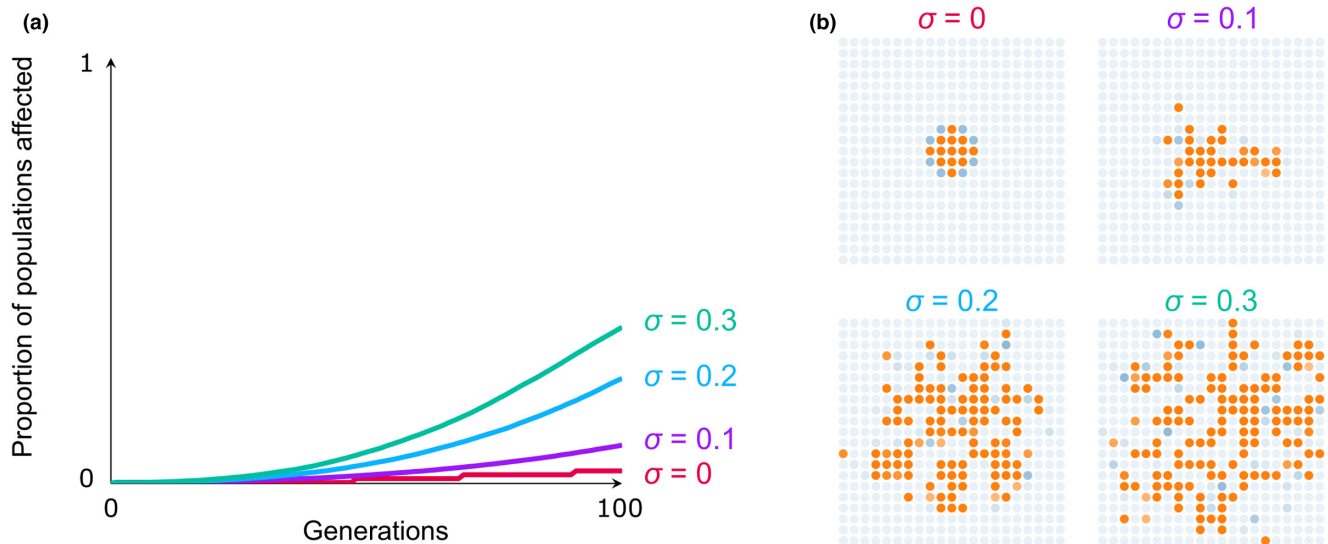 (a)
Proportion of populations affected
1
0
0
100
Generations
σ = 0.3
σ = 0.2
σ = 0.1
σ = 0
(b)
σ = 0
σ = 0.1
σ = 0.2
σ = 0.3